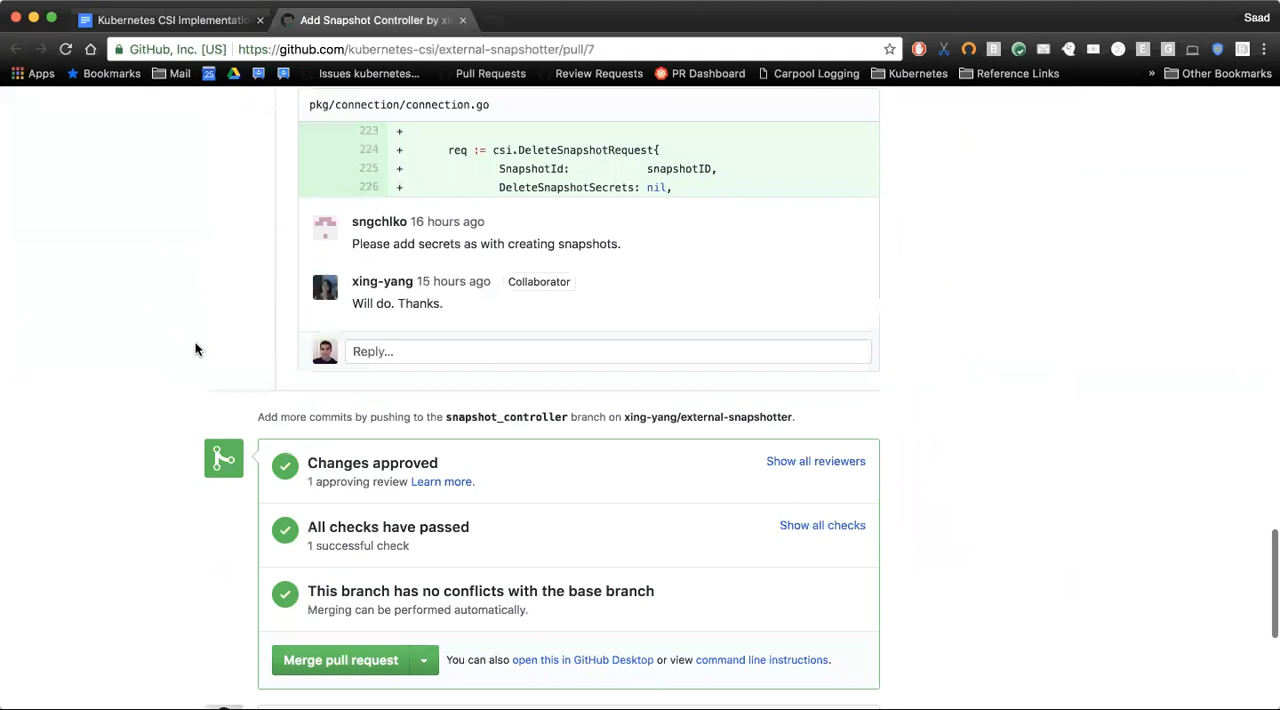 Kubernetes CSI Implementatio
Add Snapshot Controller by xin
Saad
GitHub, Inc. [US]
https://github.com/kubernetes-csi/external-snapshotter/pull/7
Apps
Bookmarks
Mail
Issues kubernetes...
Pull Requests
Review Requests
PR Dashboard
Carpool Logging
Kubernetes
Reference Links
»
Other Bookmarks
pkg/connection/connection.go
223 +
224 + req := csi.DeleteSnapshotRequest{
225 + SnapshotId: snapshotID,
226 + DeleteSnapshotSecrets: nil,
sngchlko 16 hours ago
Please add secrets as with creating snapshots.
xing-yang 15 hours ago Collaborator
Will do. Thanks.
Reply...
Add more commits by pushing to the snapshot_controller branch on xing-yang/external-snapshotter.
Changes approved
Show all reviewers
1 approving review Learn more.
All checks have passed
Show all checks
1 successful check
This branch has no conflicts with the base branch
Merging can be performed automatically.
Merge pull request
You can also open this in GitHub Desktop or view command line instructions.